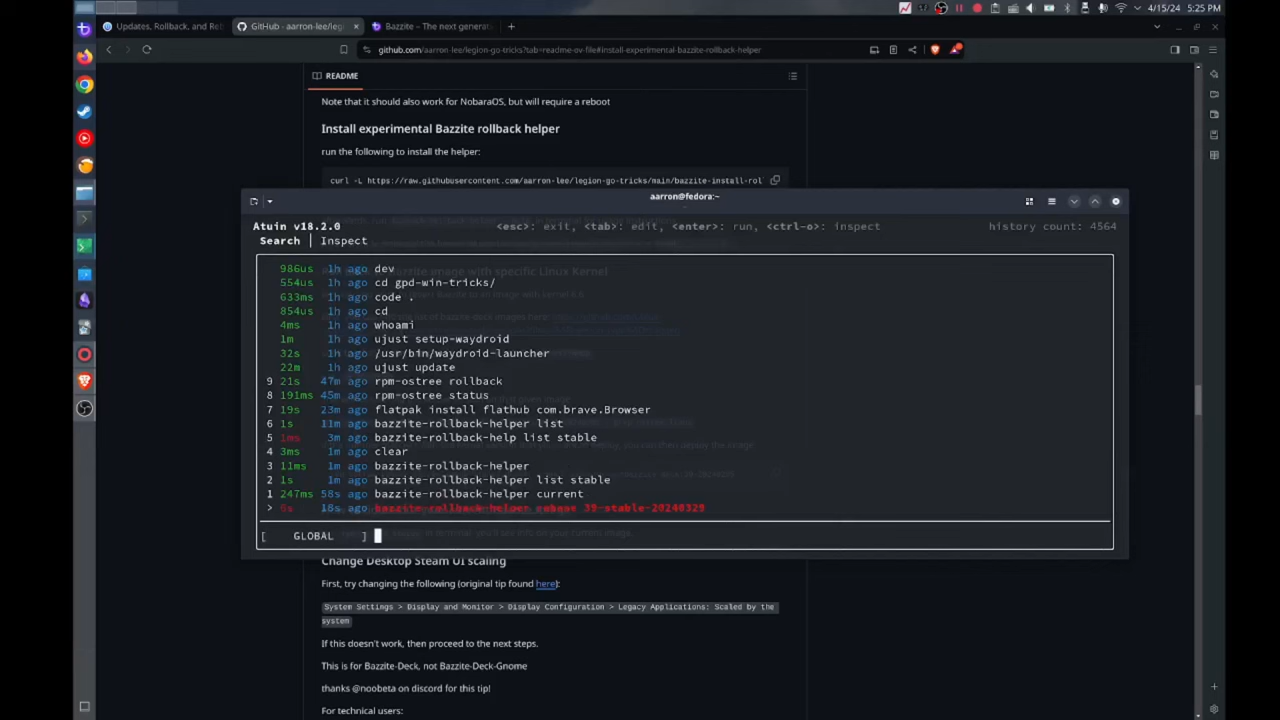 4/15/24 5:25 PM
Updates, Rollback, and Re
GitHub - aarron-lee/legi
Bazzite – The next generat
github.com/aarron-lee/legion-go-tricks?tab=readme-ov-file#install-experimental-bazzite-rollback-helper
README
Note that it should also work for NobaraOS, but will require a reboot
Install experimental Bazzite rollback helper
run the following to install the helper:
curl -L https://raw.githubusercontent.com/aarron-lee/legion-go-tricks/main/bazzite-install-rol
aarron@fedora:~
Atuin v18.2.0 <esc>: exit, <tab>: edit, <enter>: run, <ctrl-o>: inspect history count: 4564
Search | Inspect
986us 1h ago dev
554us 1h ago cd gpd-win-tricks/
633ms 1h ago code .
854us 1h ago cd
4ms 1h ago whoami
1m 1h ago ujust setup-waydroid
32s 1h ago /usr/bin/waydroid-launcher
22m 1h ago ujust update
9 21s 47m ago rpm-ostree rollback
8 191ms 45m ago rpm-ostree status
7 19s 23m ago flatpak install flathub com.brave.Browser
6 1s 11m ago bazzite-rollback-helper list
5 1ms 3m ago bazzite-rollback-help list stable
4 3ms 1m ago clear
3 11ms 1m ago bazzite-rollback-helper
2 1s 1m ago bazzite-rollback-helper list stable
1 247ms 58s ago bazzite-rollback-helper current
> 6s 18s ago bazzite-rollback-helper rebase 39-stable-20240329
[ GLOBAL ]
Change Desktop Steam UI scaling
First, try changing the following (original tip found here):
System Settings > Display and Monitor > Display Configuration > Legacy Applications: Scaled by the
system
If this doesn't work, then proceed to the next steps.
This is for Bazzite-Deck, not Bazzite-Deck-Gnome
thanks @noobeta on discord for this tip!
For technical users: